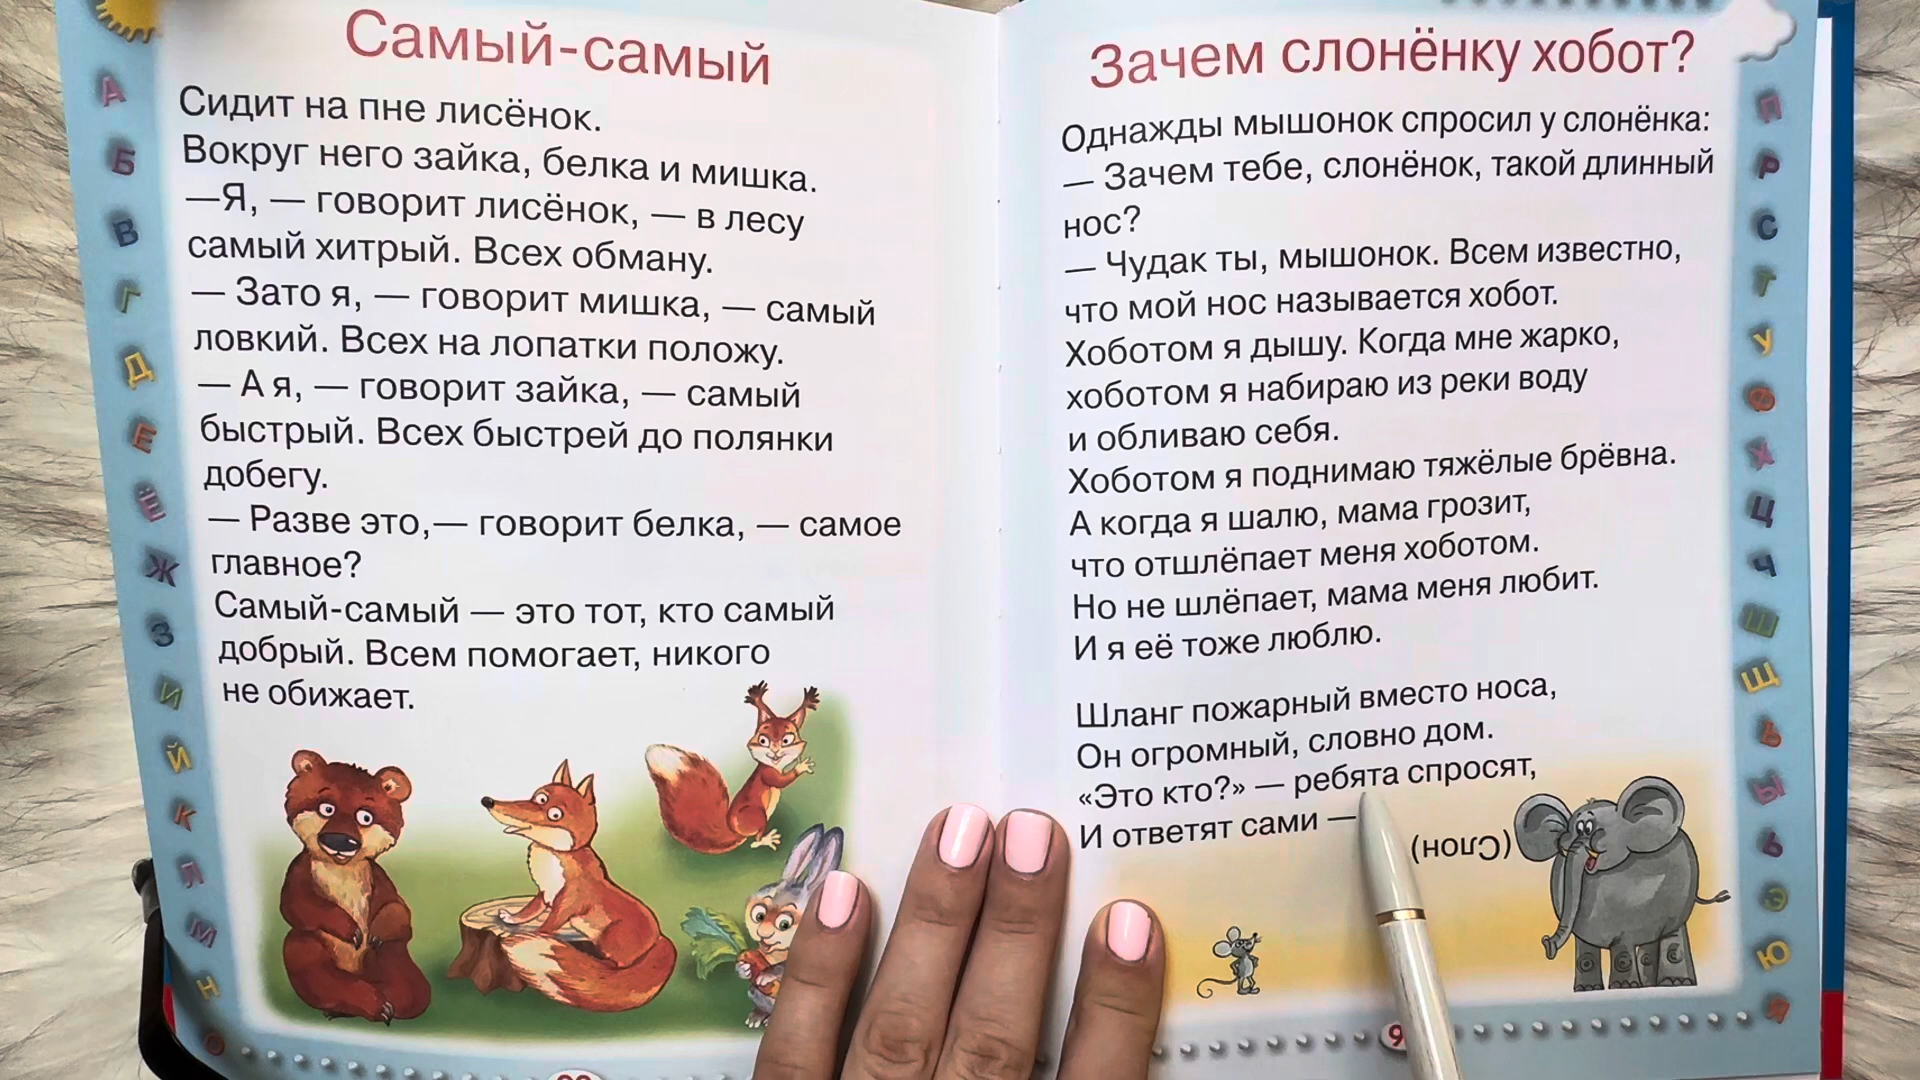 Самый-самый
Сидит на пне лисёнок.
Вокруг него зайка, белка и мишка.
—Я, — говорит лисёнок, — в лесу
самый хитрый. Всех обману.
— Зато я, — говорит мишка, — самый
ловкий. Всех на лопатки положу.
— А я, — говорит зайка, — самый
быстрый. Всех быстрей до полянки
добегу.
— Разве это,— говорит белка, — самое
главное?
Самый-самый — это тот, кто самый
добрый. Всем помогает, никого
не обижает.
А
Б
В
Г
Д
Е
Ё
Ж
З
И
Й
К
Л
М
Н
О
Зачем слонёнку хобот?
Однажды мышонок спросил у слонёнка:
— Зачем тебе, слонёнок, такой длинный
нос?
— Чудак ты, мышонок. Всем известно,
что мой нос называется хобот.
Хоботом я дышу. Когда мне жарко,
хоботом я набираю из реки воду
и обливаю себя.
Хоботом я поднимаю тяжёлые брёвна.
А когда я шалю, мама грозит,
что отшлёпает меня хоботом.
Но не шлёпает, мама меня любит.
И я её тоже люблю.
Шланг пожарный вместо носа,
Он огромный, словно дом.
«Это кто?» — ребята спросят,
И ответят сами —
(Слон)
П
Р
С
Т
У
Ф
Х
Ц
Ч
Ш
Щ
Ъ
Ы
Ь
Э
Ю
Я